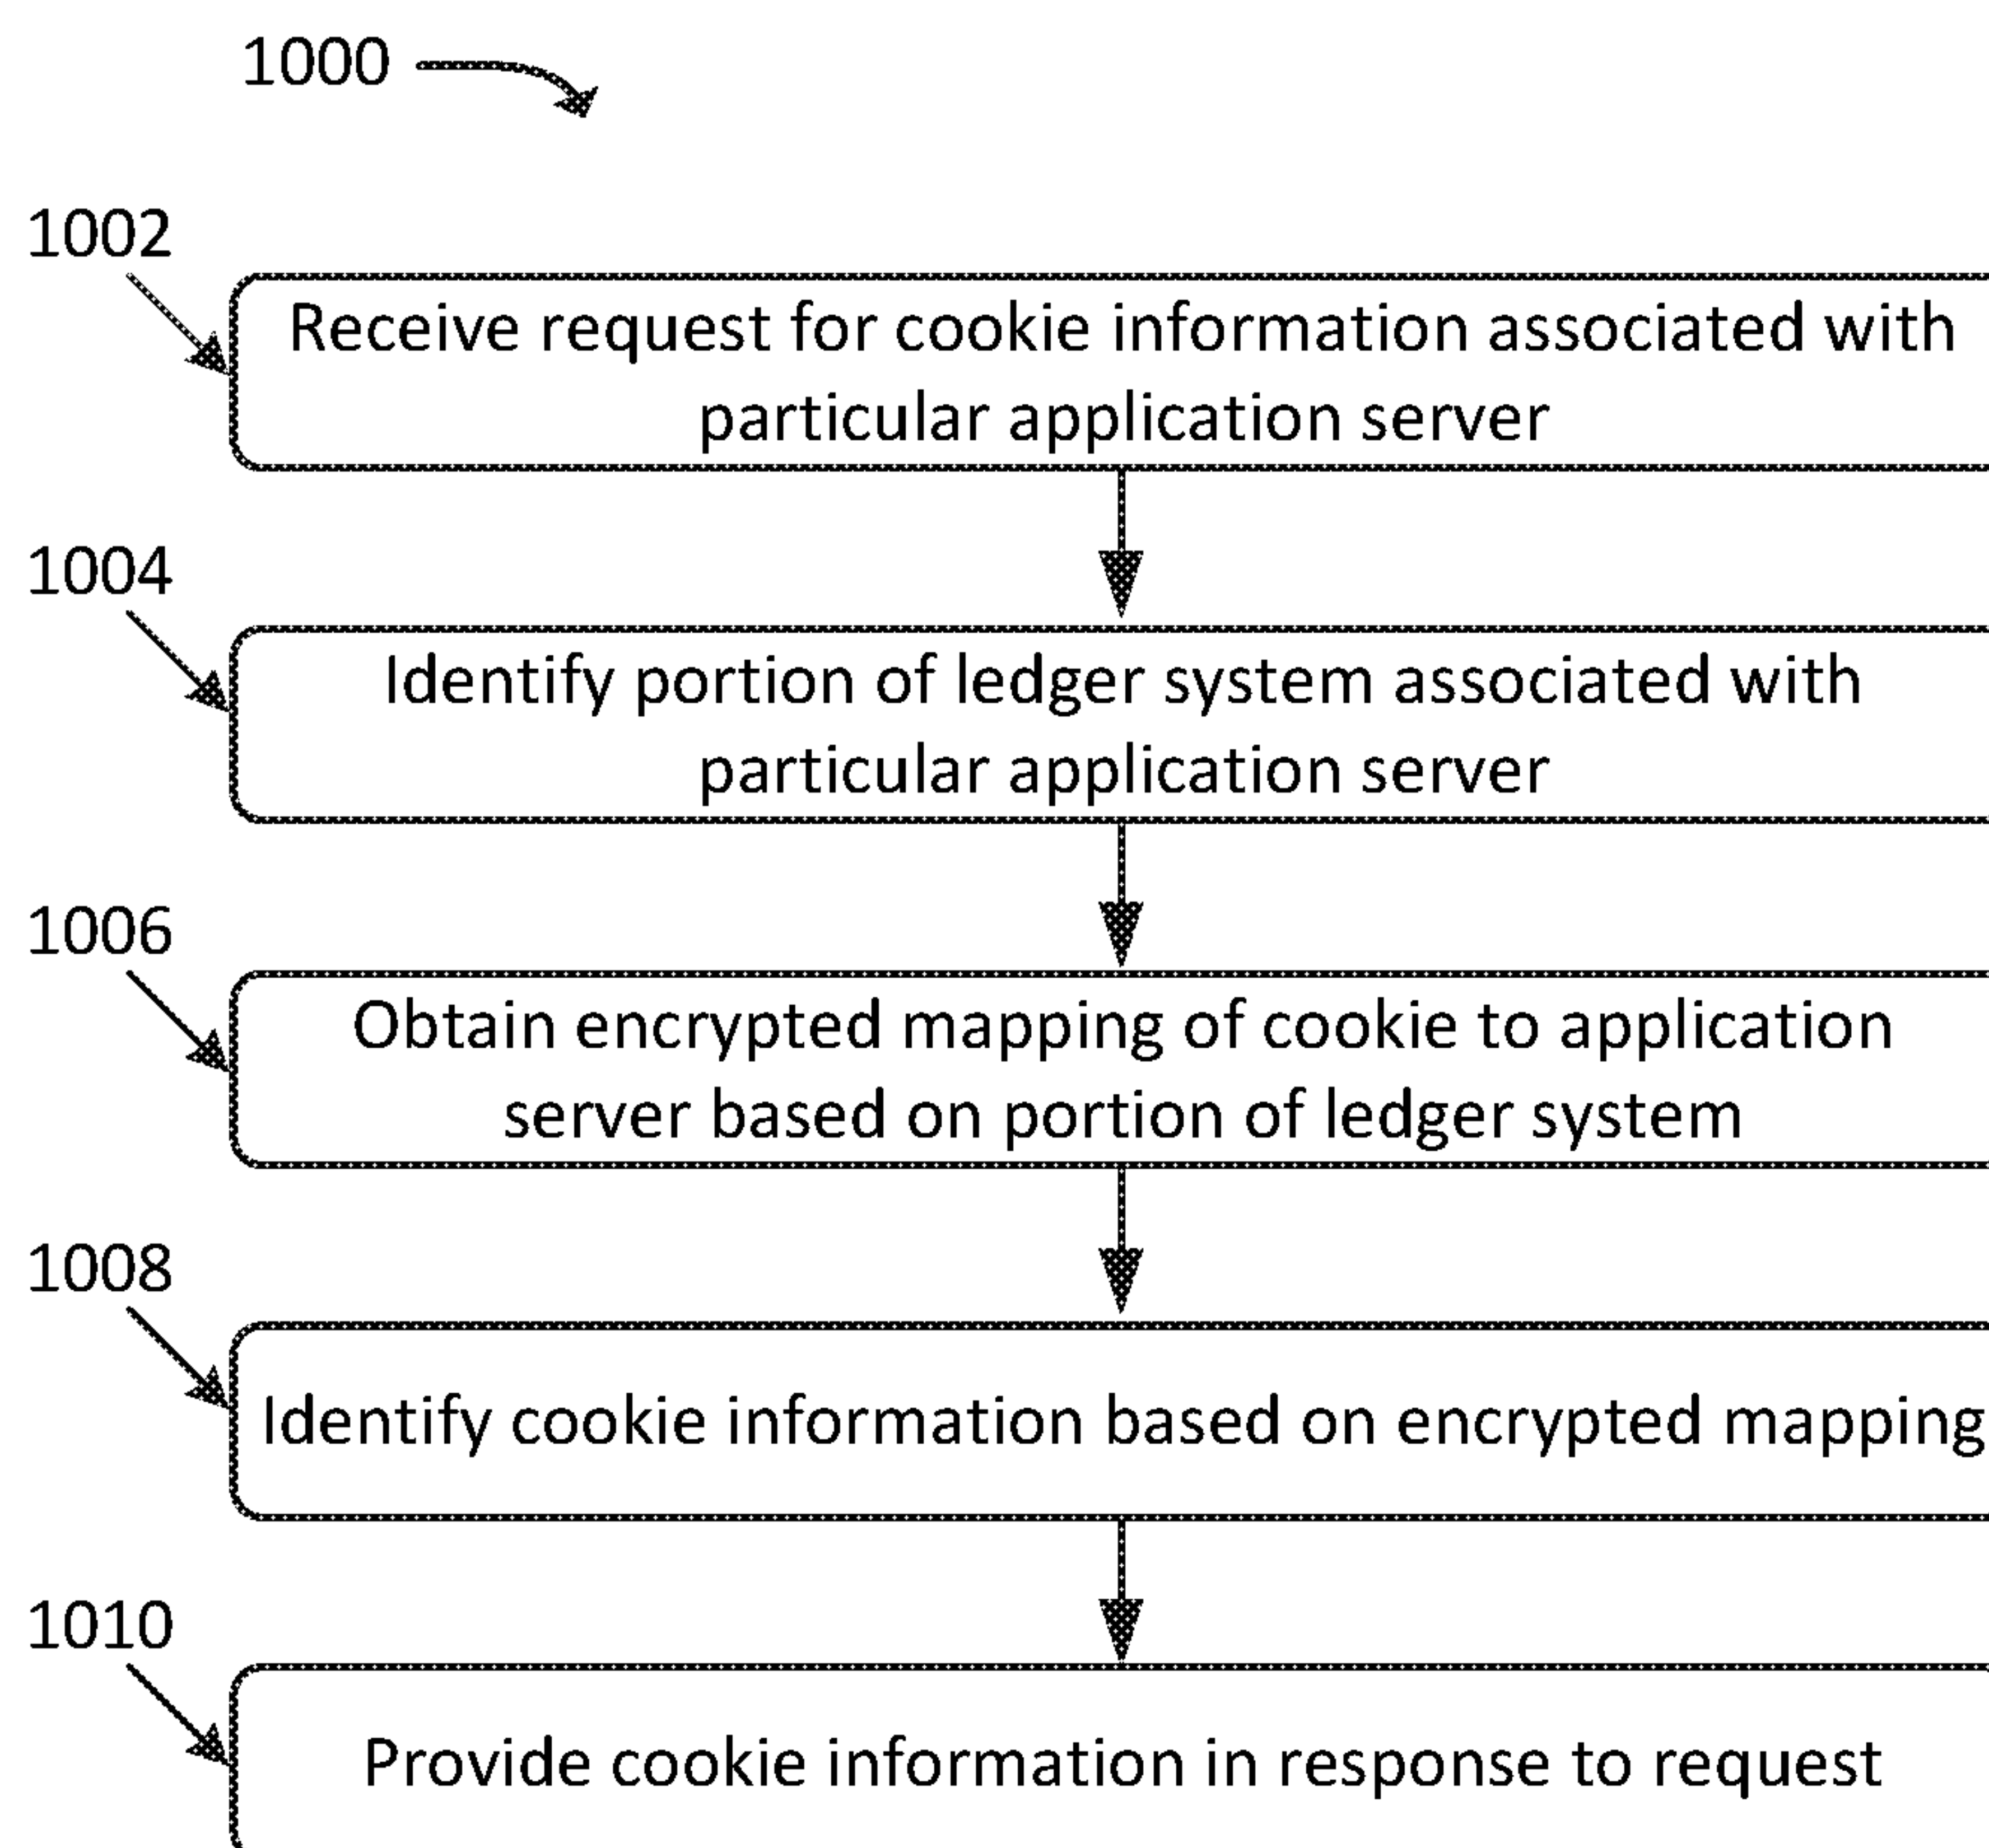 1000
1002
Receive request for cookie information associated with
particular application server
1004
Identify portion of ledger system associated with
particular application server
1006
Obtain encrypted mapping of cookie to application
server based on portion of ledger system
1008
Identify cookie information based on encrypted mapping
1010
Provide cookie information in response to request